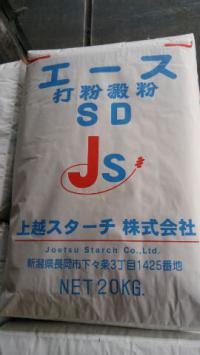 エース
打粉澱粉
SD
Js
上越スターチ 株式会社
Joetsu Starch Co.,Ltd.
新潟県長岡市下々条3丁目1425番地
NET 20KG.